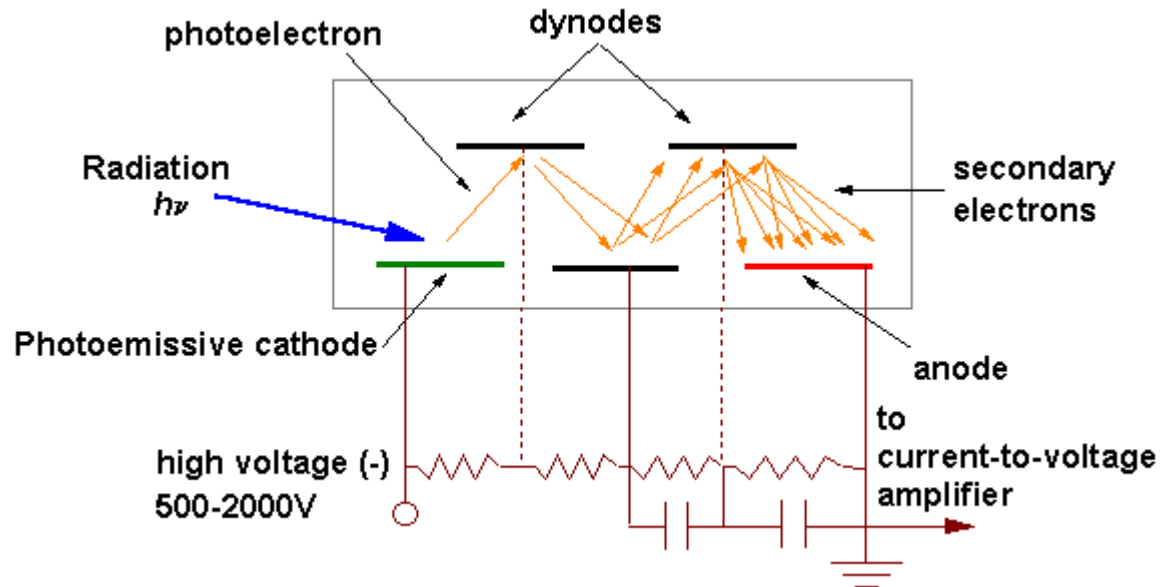 photoelectron
dynodes
Radiation
hν
secondary
electrons
Photoemissive cathode
anode
high voltage (-)
500-2000V
to
current-to-voltage
amplifier